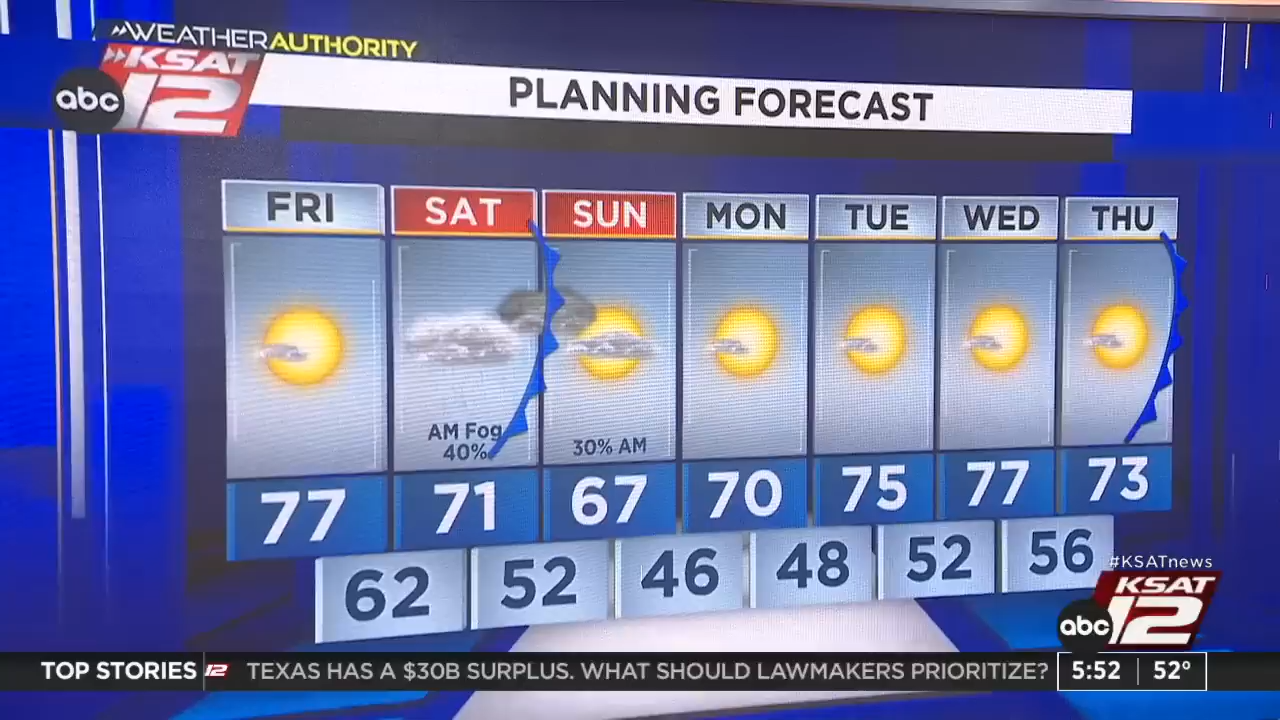 WEATHERAUTHORITY
KSAT
abc 12
PLANNING FORECAST
FRI SAT SUN MON TUE WED THU
AM Fog
40%
30% AM
77 71 67 70 75 77 73
62 52 46 48 52 56
#KSATnews
KSAT
abc 12
TOP STORIES 12 TEXAS HAS A $30B SURPLUS. WHAT SHOULD LAWMAKERS PRIORITIZE? 5:52 52°